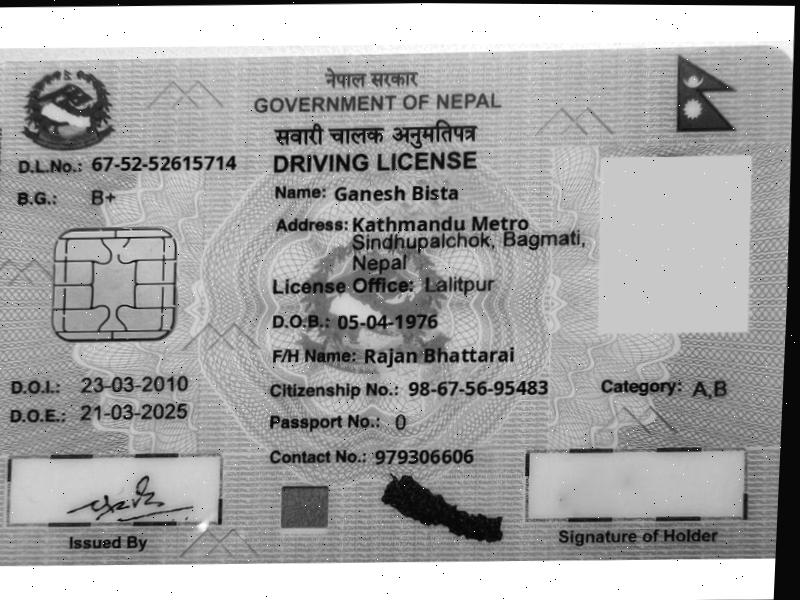 नेपाल सरकार
GOVERNMENT OF NEPAL
सवारी चालक अनुमतिपत्र
DRIVING LICENSE
D.L.No.: 67-52-52615714
B.G.: B+
Name: Ganesh Bista
Address: Kathmandu Metro
Sindhupalchok, Bagmati,
Nepal
License Office: Lalitpur
D.O.B.: 05-04-1976
F/H Name: Rajan Bhattarai
D.O.I.: 23-03-2010
Citizenship No.: 98-67-56-95483
Category: A,B
D.O.E.: 21-03-2025
Passport No.: 0
Contact No.: 979306606
Issued By
Signature of Holder